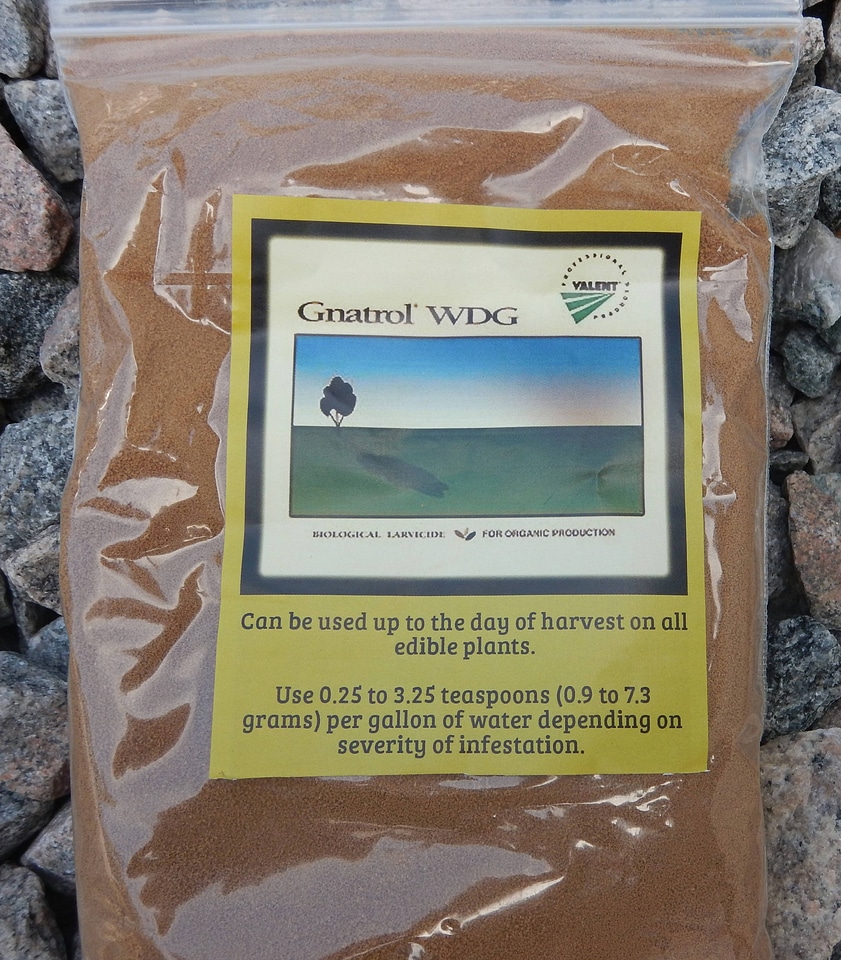 PROFESSIONAL
VALENT
PRODUCTS
Gnatrol® WDG
BIOLOGICAL LARVICIDE FOR ORGANIC PRODUCTION
Can be used up to the day of harvest on all
edible plants.
Use 0.25 to 3.25 teaspoons (0.9 to 7.3
grams) per gallon of water depending on
severity of infestation.